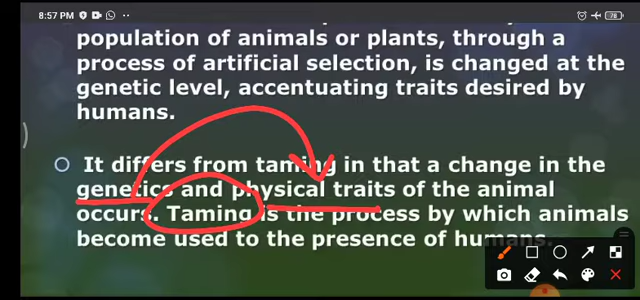 8:57 PM
78
population of animals or plants, through a
process of artificial selection, is changed at the
genetic level, accentuating traits desired by
humans.
It differs from taming in that a change in the
genetics and physical traits of the animal
occurs. Taming is the process by which animals
become used to the presence of humans.